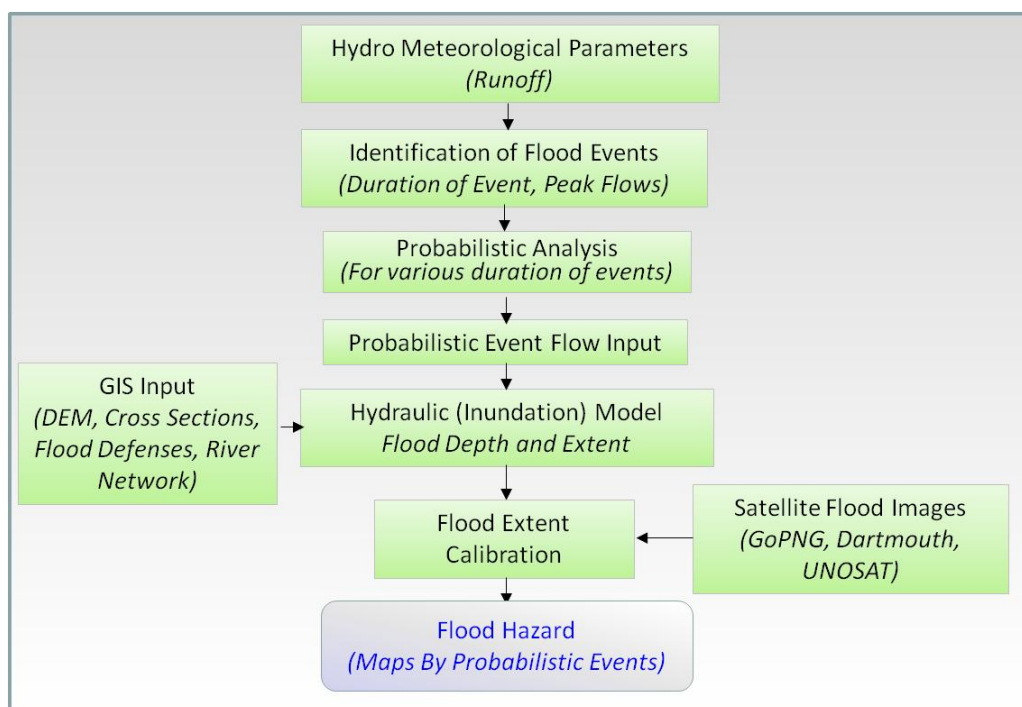 Hydro Meteorological Parameters
(Runoff)
Identification of Flood Events
(Duration of Event, Peak Flows)
Probabilistic Analysis
(For various duration of events)
Probabilistic Event Flow Input
GIS Input
(DEM, Cross Sections,
Flood Defenses, River
Network)
Hydraulic (Inundation) Model
Flood Depth and Extent
Flood Extent
Calibration
Satellite Flood Images
(GoPNG, Dartmouth,
UNOSAT)
Flood Hazard
(Maps By Probabilistic Events)